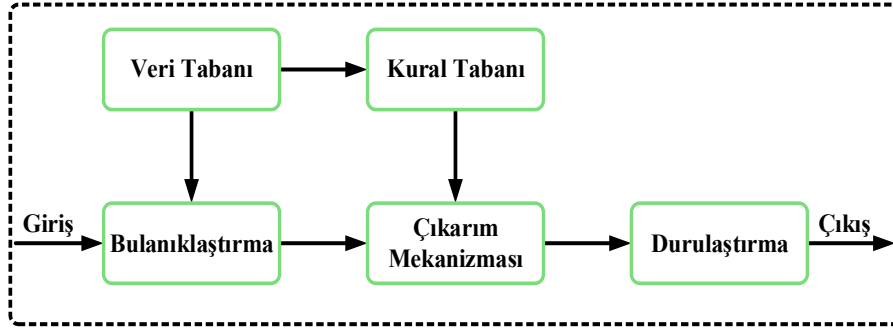 Veri Tabanı
Kural Tabanı
Giriş
Bulanıklaştırma
Çıkarım
Mekanizması
Durulaştırma
Çıkış